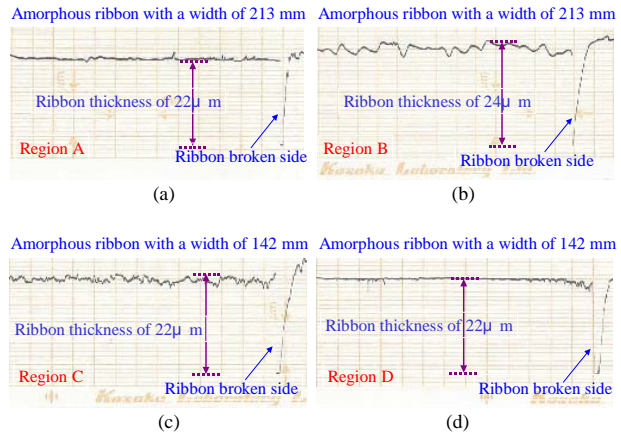 Amorphous ribbon with a width of 213 mm
Ribbon thickness of 22μ m
Region A
Ribbon broken side
(a)
Amorphous ribbon with a width of 213 mm
Ribbon thickness of 24μ m
Region B
Ribbon broken side
(b)
Amorphous ribbon with a width of 142 mm
Ribbon thickness of 22μ m
Region C
Ribbon broken side
(c)
Amorphous ribbon with a width of 142 mm
Ribbon thickness of 22μ m
Region D
Ribbon broken side
(d)